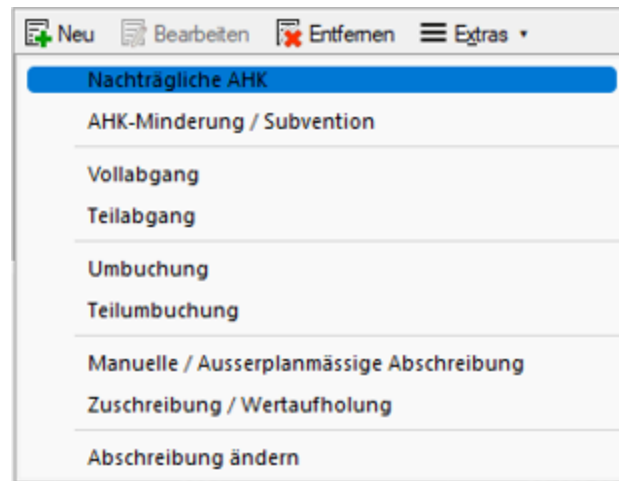 Neu Bearbeiten Entfernen Extras
Nachträgliche AHK
AHK-Minderung / Subvention
Vollabgang
Teilabgang
Umbuchung
Teilumbuchung
Manuelle / Ausserplanmässige Abschreibung
Zuschreibung / Wertaufholung
Abschreibung ändern